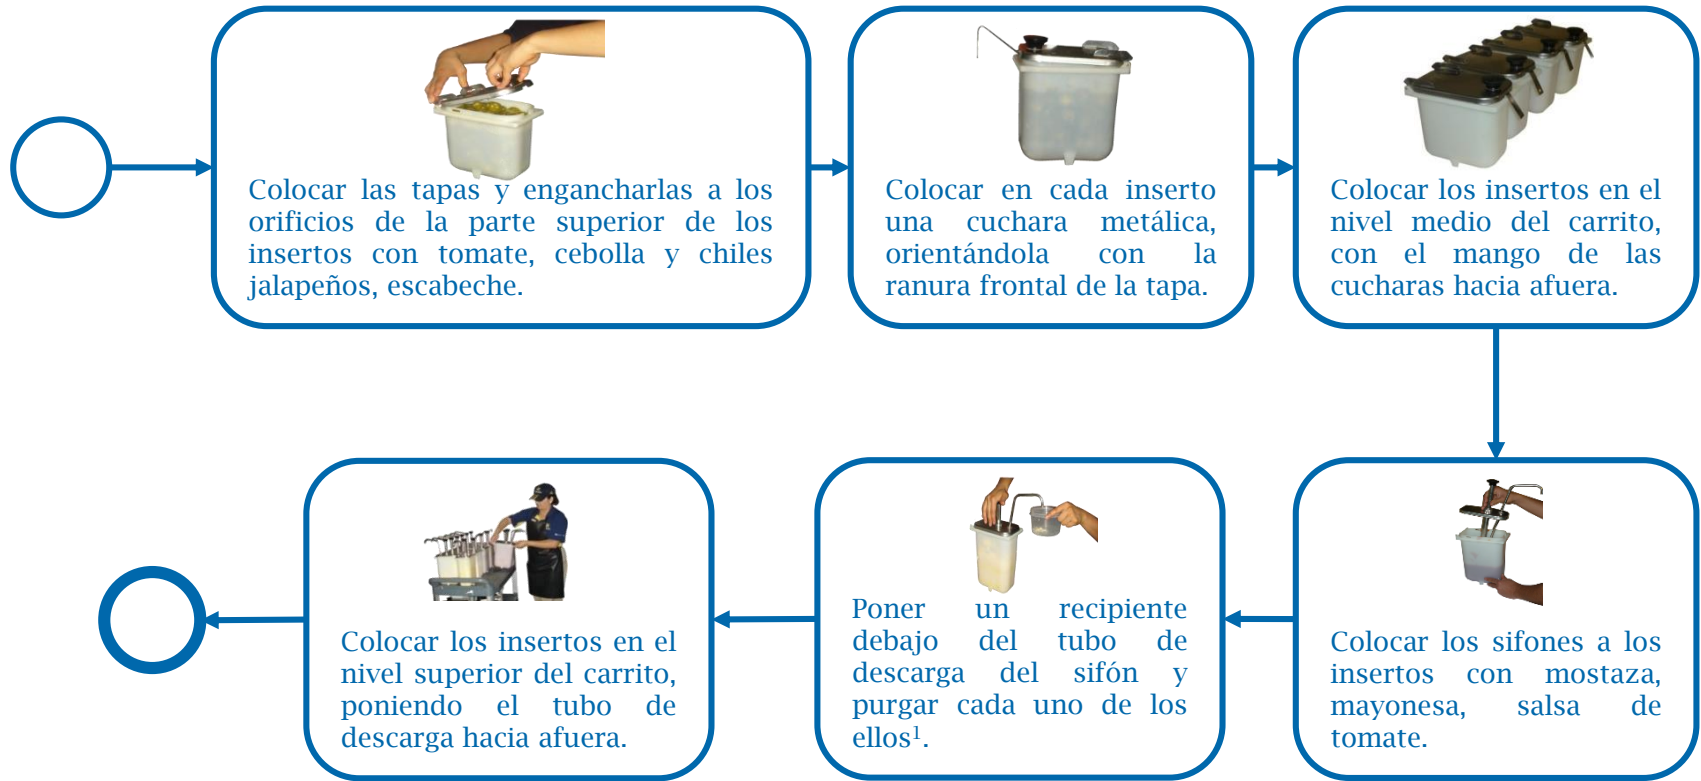 Colocar las tapas y engancharlas a los
orificios de la parte superior de los
insertos con tomate, cebolla y chiles
jalapeños, escabeche.
Colocar en cada inserto
una cuchara metálica,
orientándola con la
ranura frontal de la tapa.
Colocar los insertos en el
nivel medio del carrito,
con el mango de las
cucharas hacia afuera.
Colocar los sifones a los
insertos con mostaza,
mayonesa, salsa de
tomate.
Poner un recipiente
debajo del tubo de
descarga del sifón y
purgar cada uno de los
ellos¹.
Colocar los insertos en el
nivel superior del carrito,
poniendo el tubo de
descarga hacia afuera.